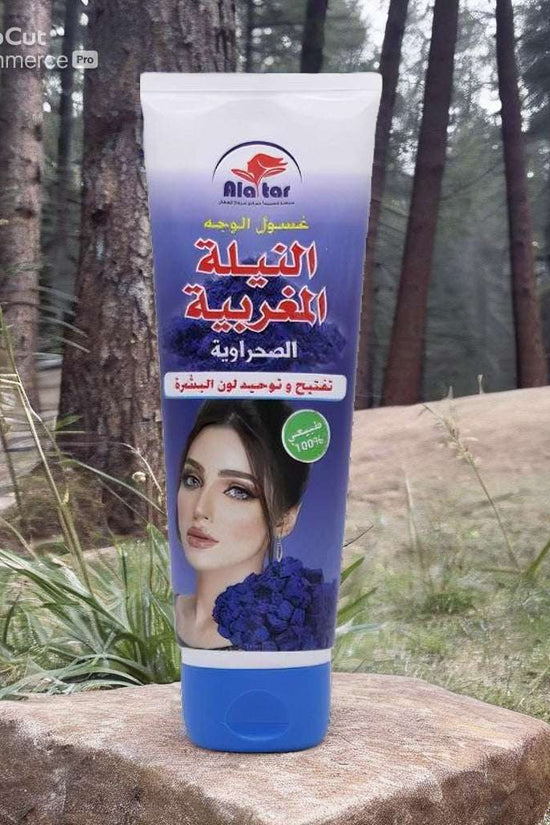 Cut
mmerce Pro
Alattar
غسول الوجه
النيلة
المغربية
الصحراوية
تفتيح و توحيد لون البشرة
طبيعي
100%